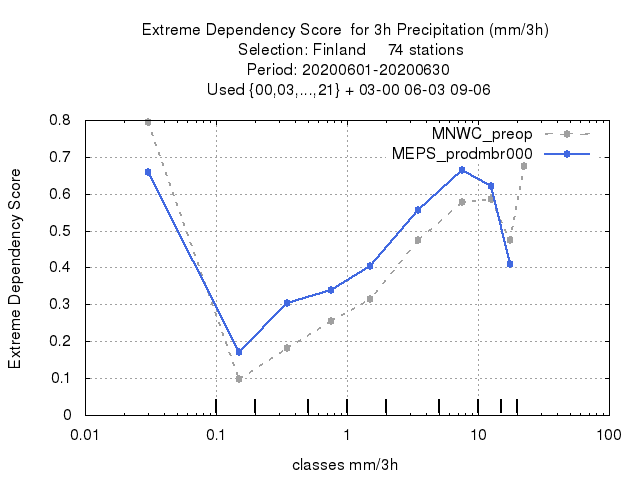 Extreme Dependency Score  for 3h Precipitation (mm/3h)
Selection: Finland     74 stations
Period: 20200601-20200630
Used {00,03,...,21} + 03-00 06-03 09-06
MNWC_preop
MEPS_prodmbr000
Extreme Dependency Score
0.8
0.7
0.6
0.5
0.4
0.3
0.2
0.1
0
0.01
0.1
1
10
100
classes mm/3h